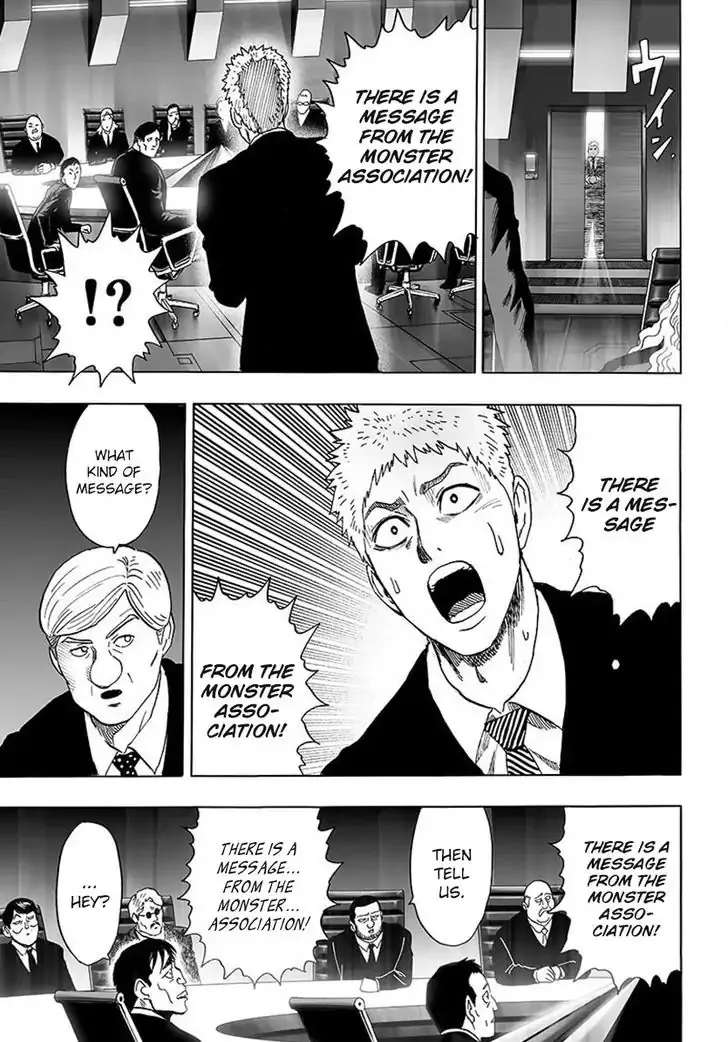 ウイン.
THERE IS A
MESSAGE
FROM THE
MONSTER
ASSOCIATION!
!?
THERE
IS A MES-
SAGE
FROM THE
MONSTER
ASSO-
CIATION!
WHAT
KIND OF
MESSAGE?
THERE IS A
MESSAGE
FROM THE
MONSTER
ASSO-
CIATION!
THEN
TELL
US.
THERE IS A
MESSAGE...
FROM THE
MONSTER...
ASSOCIATION!
...
HEY?